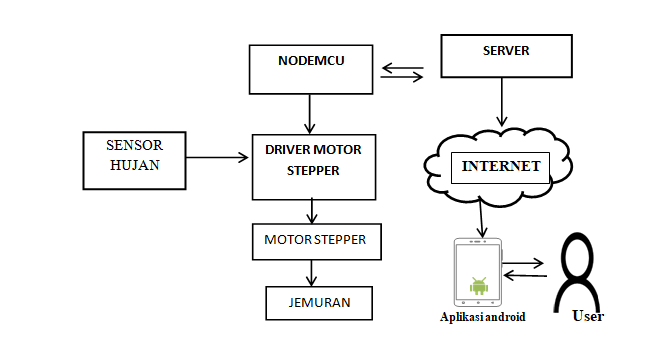 NODEMCU
SERVER
SENSOR
HUJAN
DRIVER MOTOR
STEPPER
INTERNET
MOTOR STEPPER
JEMURAN
Aplikasi android
User